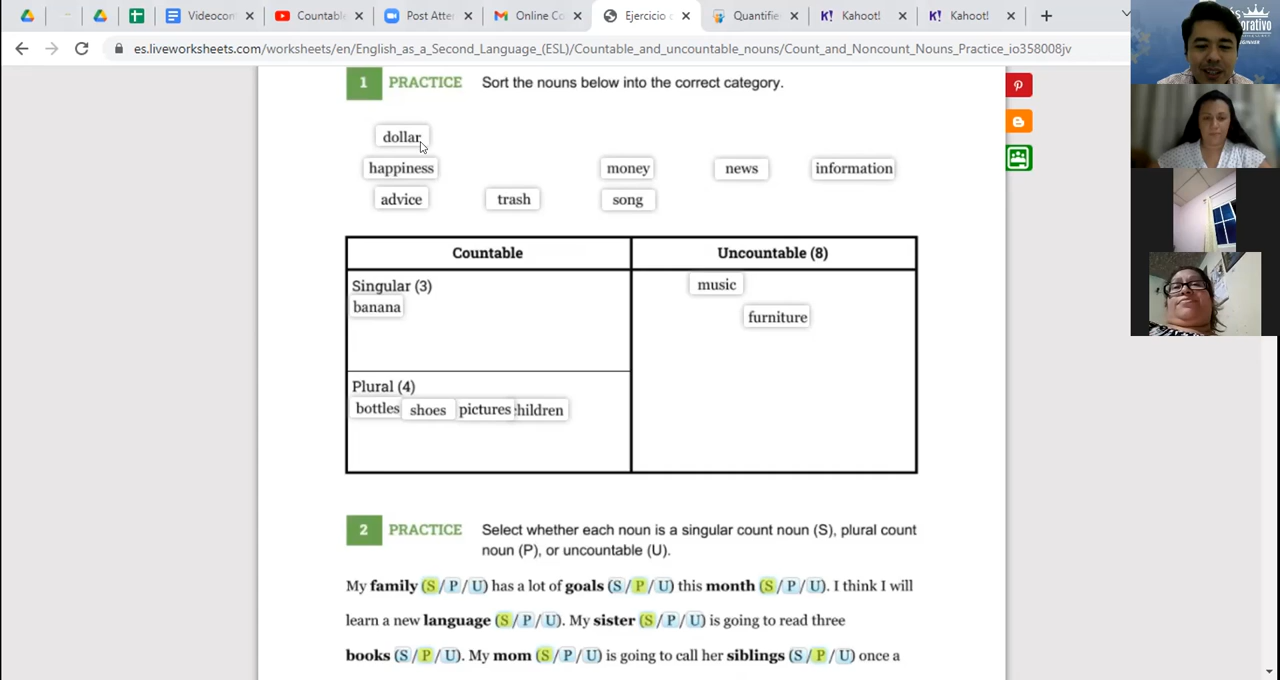 Videocon
Countable
Post Atter
Online Co
Ejercicio c
Quantifie
Kahoot!
Kahoot!
es.liveworksheets.com/worksheets/en/English_as_a_Second_Language_(ESL)/Countable_and_uncountable_nouns/Count_and_Noncount_Nouns_Practice_io358008jv
1 PRACTICE Sort the nouns below into the correct category.
dollar
happiness money news information
advice trash song
Countable Uncountable (8)
Singular (3) music
banana furniture
Plural (4)
bottles shoes pictures children
2 PRACTICE Select whether each noun is a singular count noun (S), plural count
noun (P), or uncountable (U).
My family (S/P/U) has a lot of goals (S/P/U) this month (S/P/U). I think I will
learn a new language (S/P/U). My sister (S/P/U) is going to read three
books (S/P/U). My mom (S/P/U) is going to call her siblings (S/P/U) once a